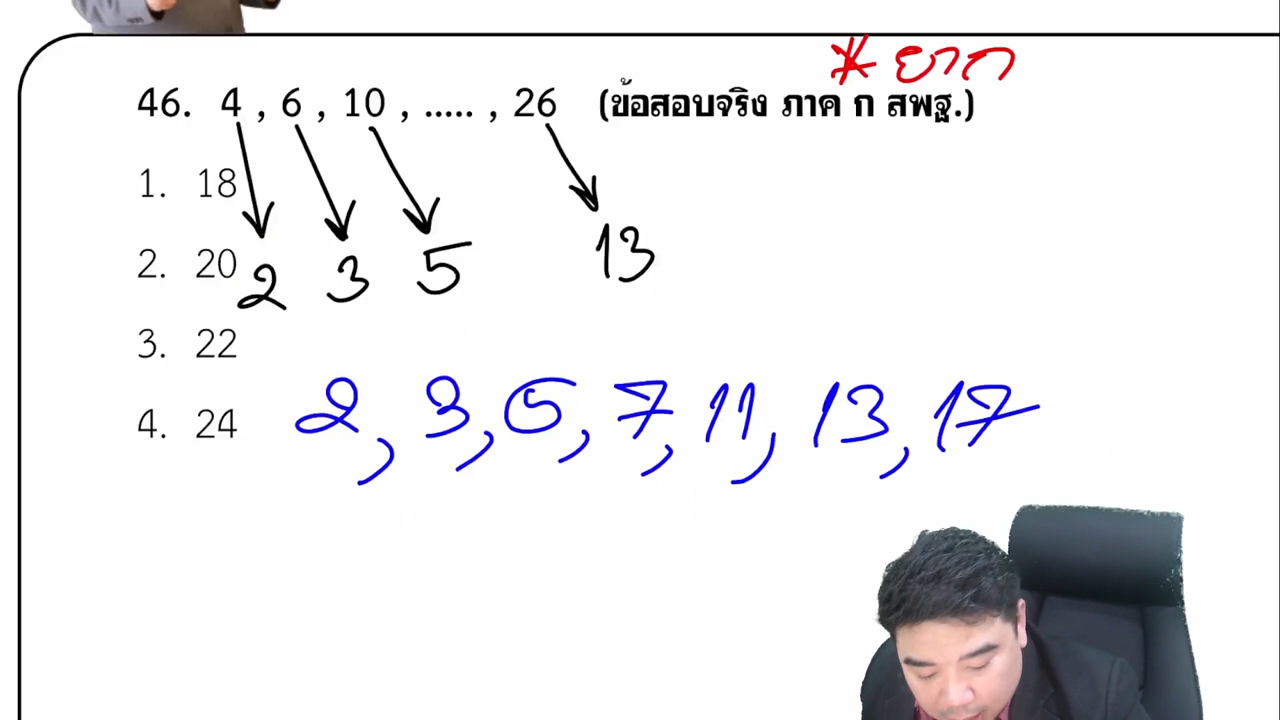 * ยาก
46. 4 , 6 , 10 , ..... , 26 (ข้อสอบจริง ภาค ก สพฐ.)
1. 18
2. 20
2 3 5 13
3. 22
4. 24
2, 3, 5, 7, 11, 13, 17